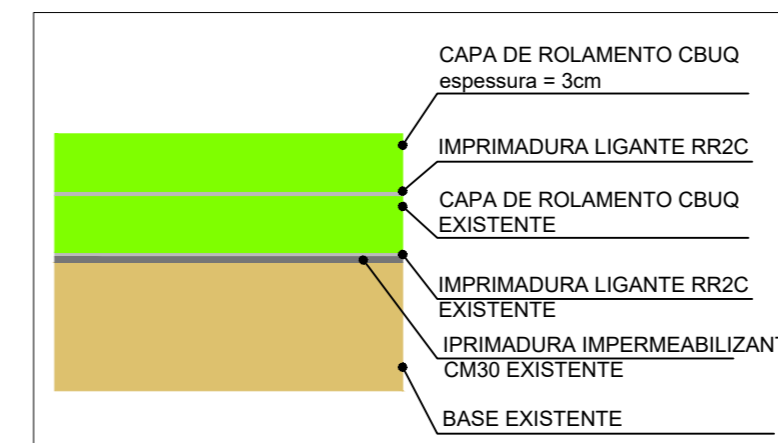 CAPA DE ROLAMENTO CBUQ
espessura = 3cm
IMPRIMADURA LIGANTE RR2C
CAPA DE ROLAMENTO CBUQ
EXISTENTE
IMPRIMADURA LIGANTE RR2C
EXISTENTE
IPRIMADURA IMPERMEABILIZANT
CM30 EXISTENTE
BASE EXISTENTE